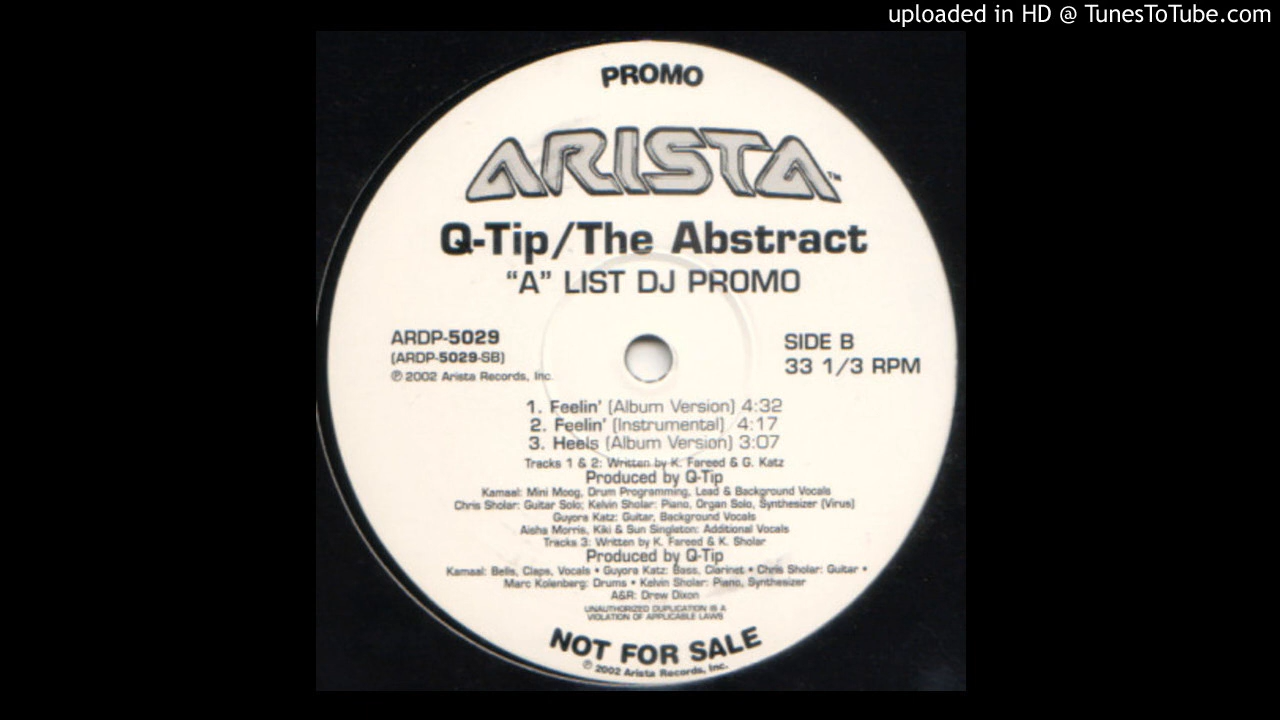 uploaded in HD @ TunesToTube.com
PROMO
ARISTA™
Q-Tip/The Abstract
“A” LIST DJ PROMO
ARDP-5029
(ARDP-5029-SB)
℗ 2002 Arista Records, Inc.
SIDE B
33 1/3 RPM
1. Feelin' (Album Version) 4:32
2. Feelin' (Instrumental) 4:17
3. Heels (Album Version) 3:07
Tracks 1 & 2: Written by K. Fareed & G. Katz
Produced by Q-Tip
Kamaal: Mini Moog, Drum Programming, Lead & Background Vocals
Chris Sholar: Guitar Solo; Kelvin Sholar: Piano, Organ Solo, Synthesizer (Virus)
Guyora Katz: Guitar, Background Vocals
Aisha Morris, Kiki & Sun Singleton: Additional Vocals
Tracks 3: Written by K. Fareed & K. Sholar
Produced by Q-Tip
Kamaal: Bells, Claps, Vocals • Guyora Katz: Bass, Clarinet • Chris Sholar: Guitar •
Marc Kolenberg: Drums • Kelvin Sholar: Piano, Synthesizer
A&R: Drew Dixon
UNAUTHORIZED DUPLICATION IS A
VIOLATION OF APPLICABLE LAWS
NOT FOR SALE
℗ 2002 Arista Records, Inc.